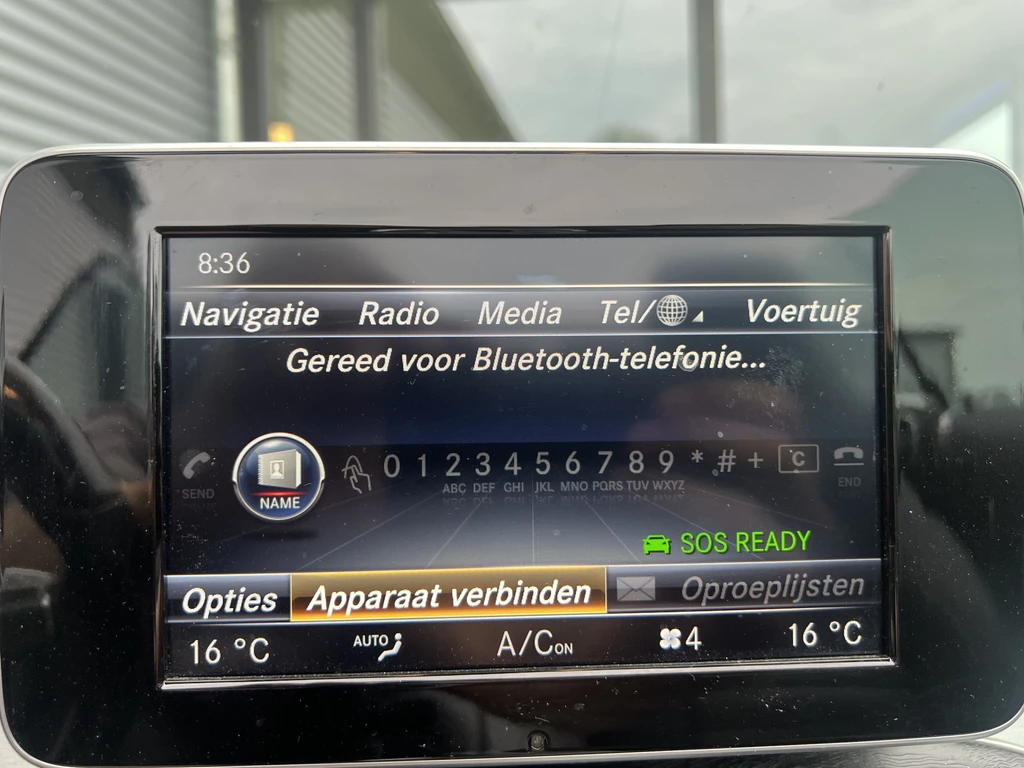 8:36
Navigatie Radio Media Tel/ Voertuig
Gereed voor Bluetooth-telefonie...
SEND NAME 0 1 2 3 4 5 6 7 8 9 * # + C END
ABC DEF GHI JKL MNO PQRS TUV WXYZ
SOS READY
Opties Apparaat verbinden Oproeplijsten
16 °C AUTO A/C ON 4 16 °C